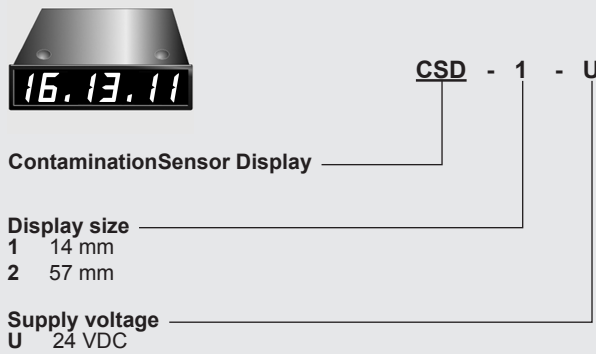 16.13.11
CSD - 1 - U
ContaminationSensor Display
Display size
1 14 mm
2 57 mm
Supply voltage
U 24 VDC